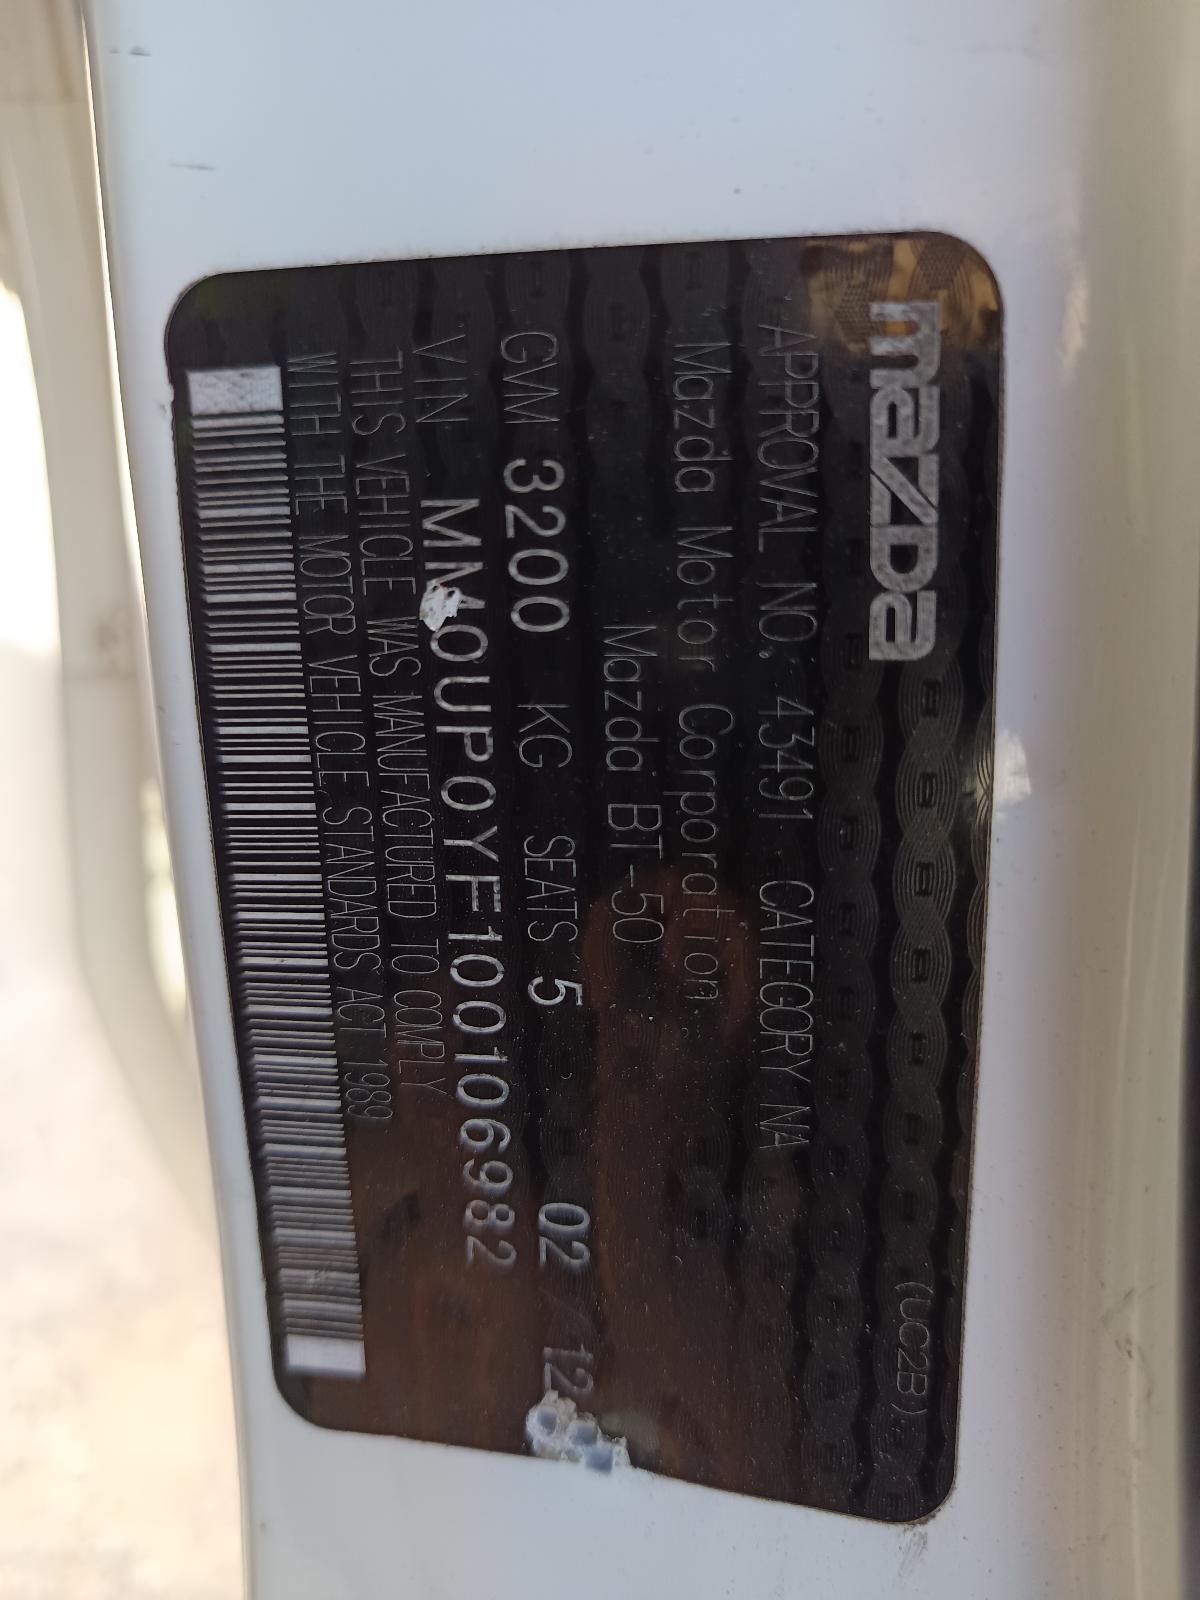 mazda
(UC2B)
APPROVAL NO. 43491 CATEGORY NA
Mazda Motor Corporation.
Mazda BT-50
GVM 3200 KG SEATS 5 02/12
VIN MM0UP0YF100106982
THIS VEHICLE WAS MANUFACTURED TO COMPLY
WITH THE MOTOR VEHICLE STANDARDS ACT 1989